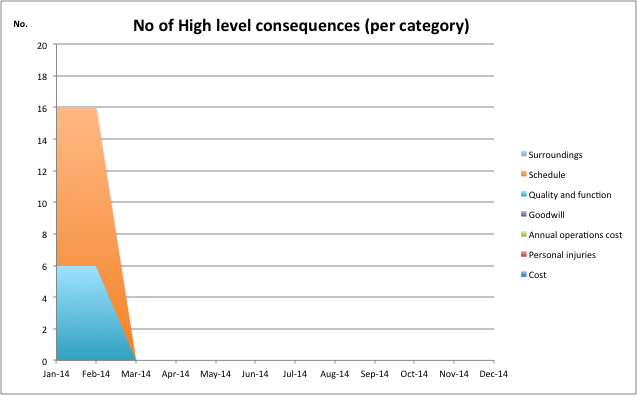 No of High level consequences (per category)
No.
20
18
16
14
12
10
8
6
4
2
0
Jan-14 Feb-14 Mar-14 Apr-14 May-14 Jun-14 Jul-14 Aug-14 Sep-14 Oct-14 Nov-14 Dec-14
Surroundings
Schedule
Quality and function
Goodwill
Annual operations cost
Personal injuries
Cost